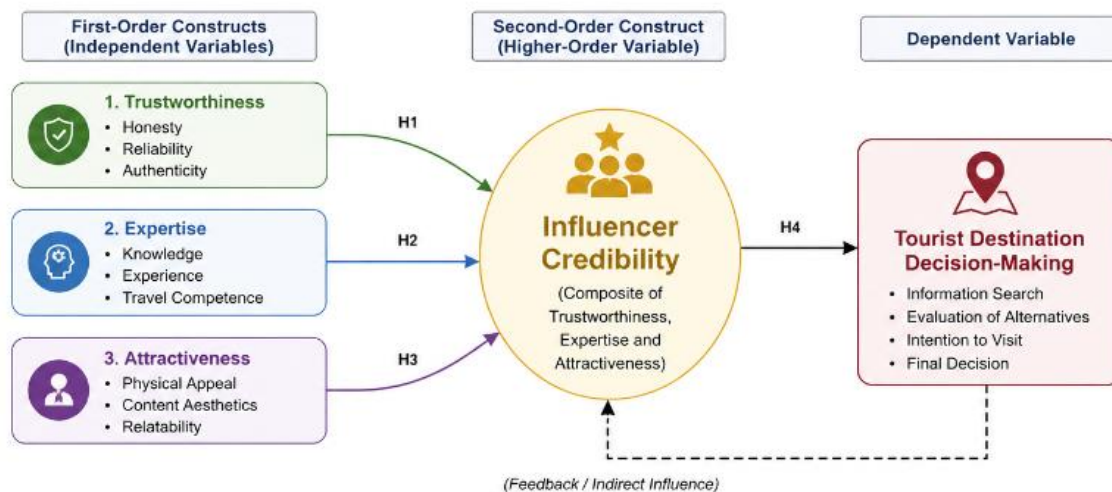 First-Order Constructs
(Independent Variables)
Second-Order Construct
(Higher-Order Variable)
Dependent Variable
1. Trustworthiness
• Honesty
• Reliability
• Authenticity
H1
2. Expertise
• Knowledge
• Experience
• Travel Competence
H2
3. Attractiveness
• Physical Appeal
• Content Aesthetics
• Relatability
H3
Influencer
Credibility
(Composite of
Trustworthiness,
Expertise and
Attractiveness)
H4
Tourist Destination
Decision-Making
• Information Search
• Evaluation of Alternatives
• Intention to Visit
• Final Decision
(Feedback / Indirect Influence)